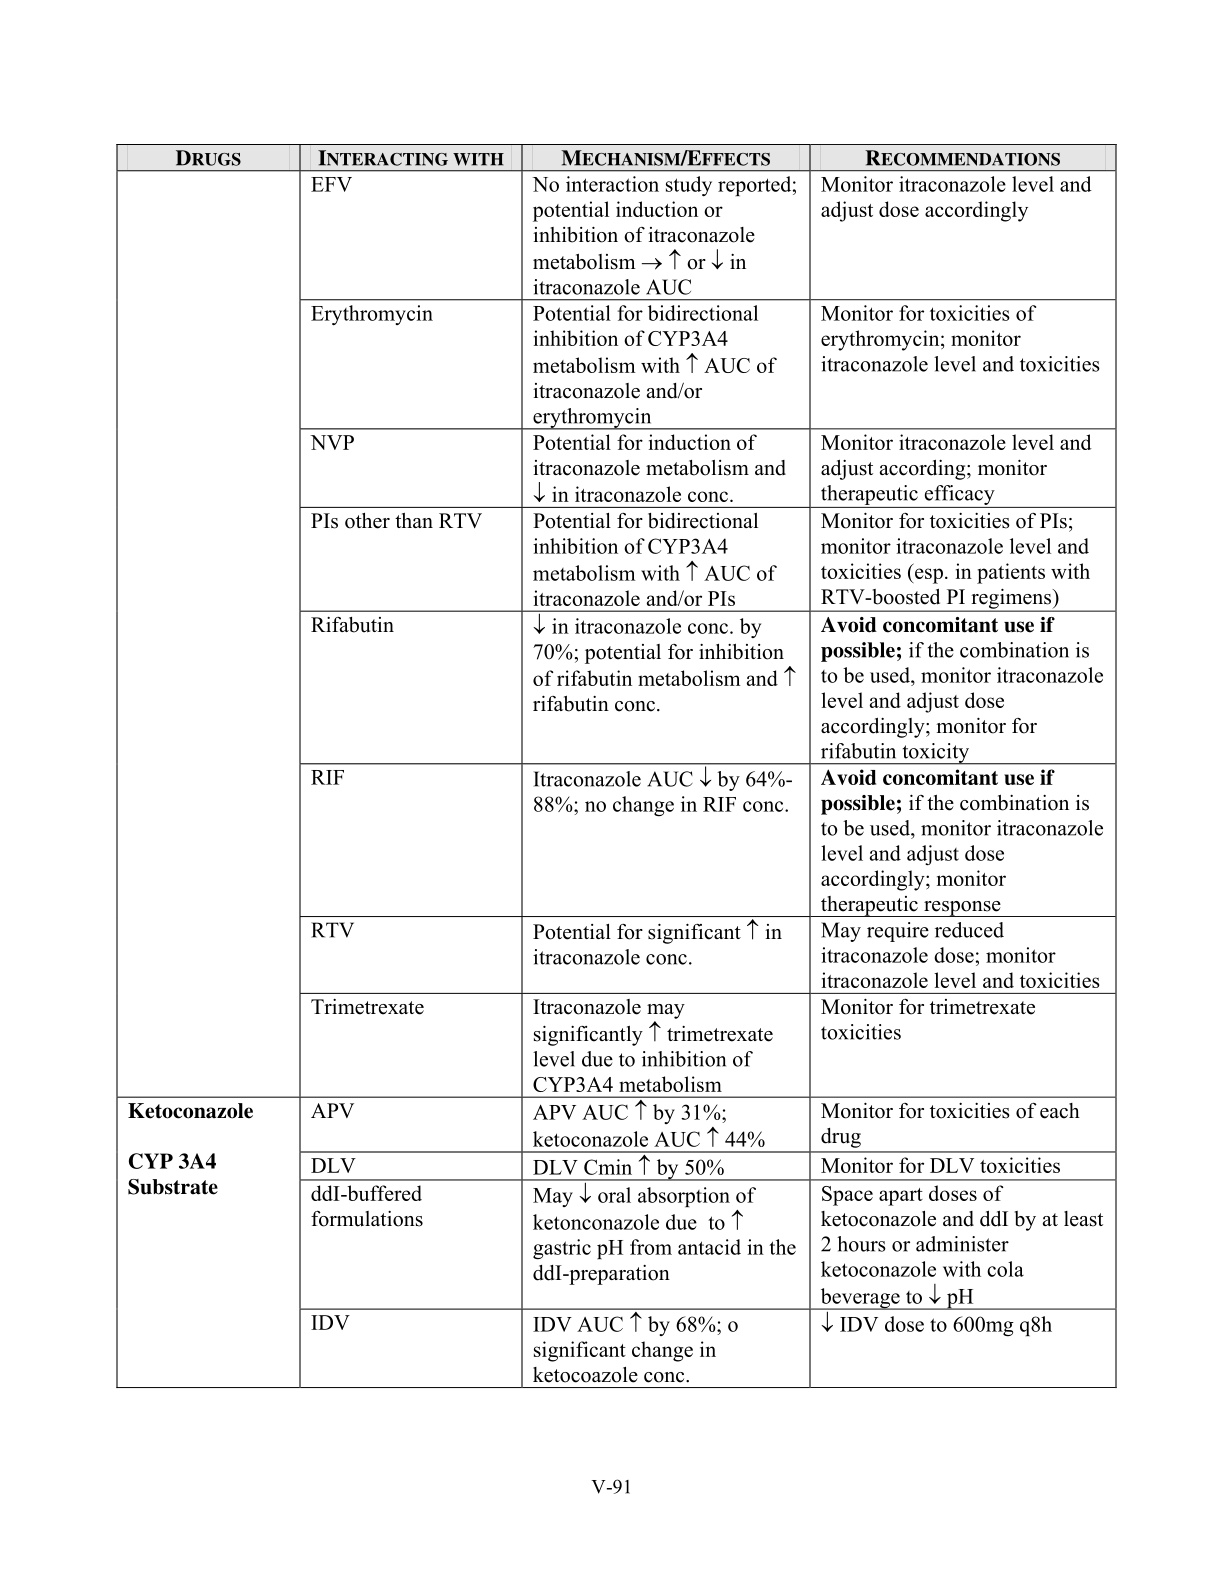 DRUGS INTERACTING WITH MECHANISM/EFFECTS RECOMMENDATIONS
EFV
No interaction study reported;
potential induction or
inhibition of itraconazole
metabolism → ↑ or ↓ in
itraconazole AUC
Monitor itraconazole level and
adjust dose accordingly
Erythromycin
Potential for bidirectional
inhibition of CYP3A4
metabolism with ↑ AUC of
itraconazole and/or
erythromycin
Monitor for toxicities of
erythromycin; monitor
itraconazole level and toxicities
NVP
Potential for induction of
itraconazole metabolism and
↓ in itraconazole conc.
Monitor itraconazole level and
adjust according; monitor
therapeutic efficacy
PIs other than RTV
Potential for bidirectional
inhibition of CYP3A4
metabolism with ↑ AUC of
itraconazole and/or PIs
Monitor for toxicities of PIs;
monitor itraconazole level and
toxicities (esp. in patients with
RTV-boosted PI regimens)
Rifabutin
↓ in itraconazole conc. by
70%; potential for inhibition
of rifabutin metabolism and ↑
rifabutin conc.
Avoid concomitant use if
possible; if the combination is
to be used, monitor itraconazole
level and adjust dose
accordingly; monitor for
rifabutin toxicity
RIF
Itraconazole AUC ↓ by 64%-
88%; no change in RIF conc.
Avoid concomitant use if
possible; if the combination is
to be used, monitor itraconazole
level and adjust dose
accordingly; monitor
therapeutic response
RTV
Potential for significant ↑ in
itraconazole conc.
May require reduced
itraconazole dose; monitor
itraconazole level and toxicities
Trimetrexate
Itraconazole may
significantly ↑ trimetrexate
level due to inhibition of
CYP3A4 metabolism
Monitor for trimetrexate
toxicities
Ketoconazole
CYP 3A4
Substrate
APV
APV AUC ↑ by 31%;
ketoconazole AUC ↑ 44%
Monitor for toxicities of each
drug
DLV
DLV Cmin ↑ by 50%
Monitor for DLV toxicities
ddI-buffered
formulations
May ↓ oral absorption of
ketonconazole due to ↑
gastric pH from antacid in the
ddI-preparation
Space apart doses of
ketoconazole and ddI by at least
2 hours or administer
ketoconazole with cola
beverage to ↓ pH
IDV
IDV AUC ↑ by 68%; o
significant change in
ketocoazole conc.
↓ IDV dose to 600mg q8h
V-91